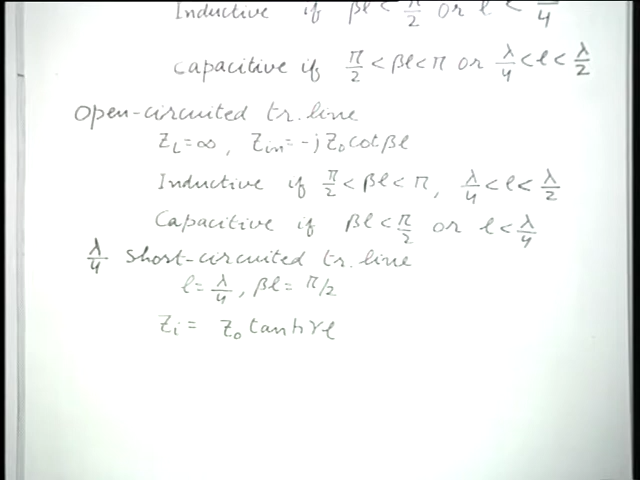 Inductive if βl < π/2 or l < λ/4
Capacitive if π/2 < βl < π or λ/4 < l < λ/2
Open-circuited tr. line
Z_L = ∞, Z_in = -j Z_0 cot βl
Inductive if π/2 < βl < π, λ/4 < l < λ/2
Capacitive if βl < π/2 or l < λ/4
λ/4 short-circuited tr. line
l = λ/4, βl = π/2
Z_i = Z_0 tanh γl